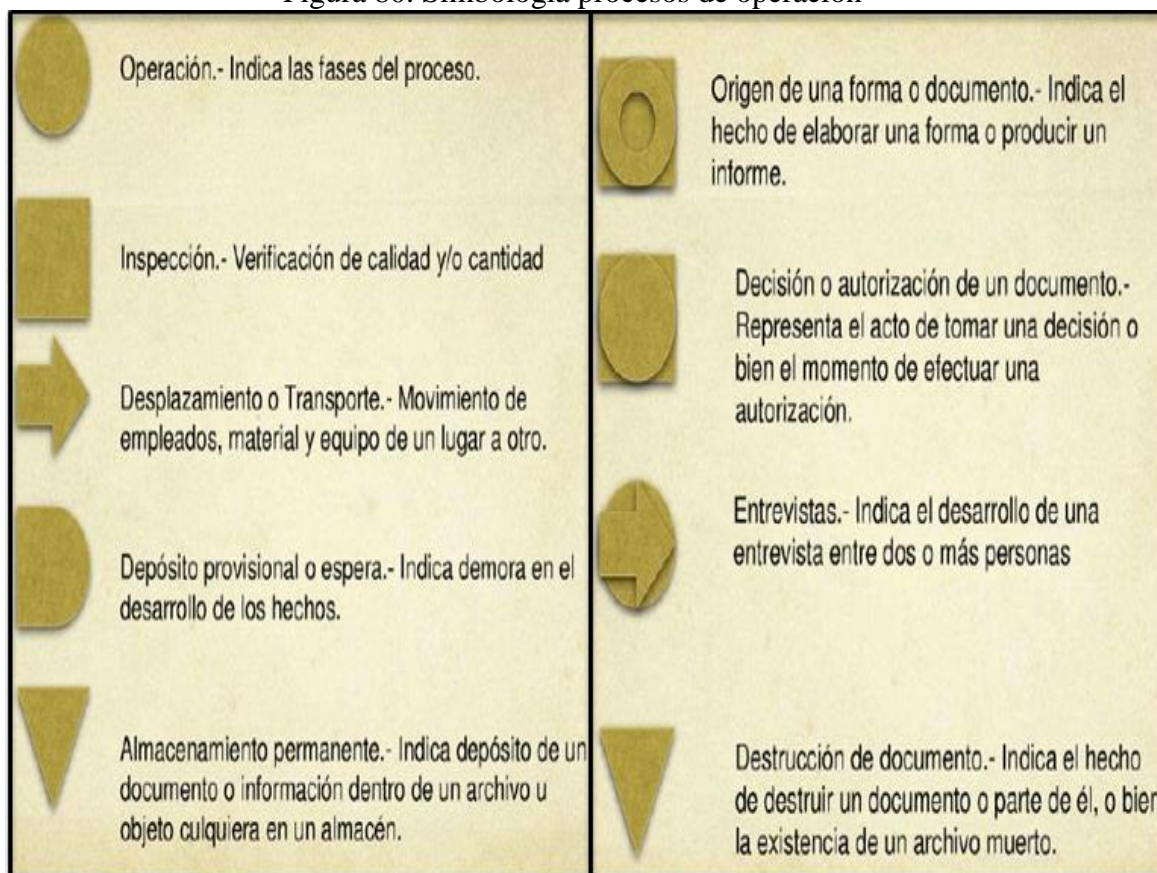 Figura 80. Simbología procesos de operación
Operación.- Indica las fases del proceso.
Inspección.- Verificación de calidad y/o cantidad
Desplazamiento o Transporte.- Movimiento de
empleados, material y equipo de un lugar a otro.
Depósito provisional o espera.- Indica demora en el
desarrollo de los hechos.
Almacenamiento permanente.- Indica depósito de un
documento o información dentro de un archivo u
objeto culquiera en un almacén.
Origen de una forma o documento.- Indica el
hecho de elaborar una forma o producir un
informe.
Decisión o autorización de un documento.-
Representa el acto de tomar una decisión o
bien el momento de efectuar una
autorización.
Entrevistas.- Indica el desarrollo de una
entrevista entre dos o más personas
Destrucción de documento.- Indica el hecho
de destruir un documento o parte de él, o bien
la existencia de un archivo muerto.